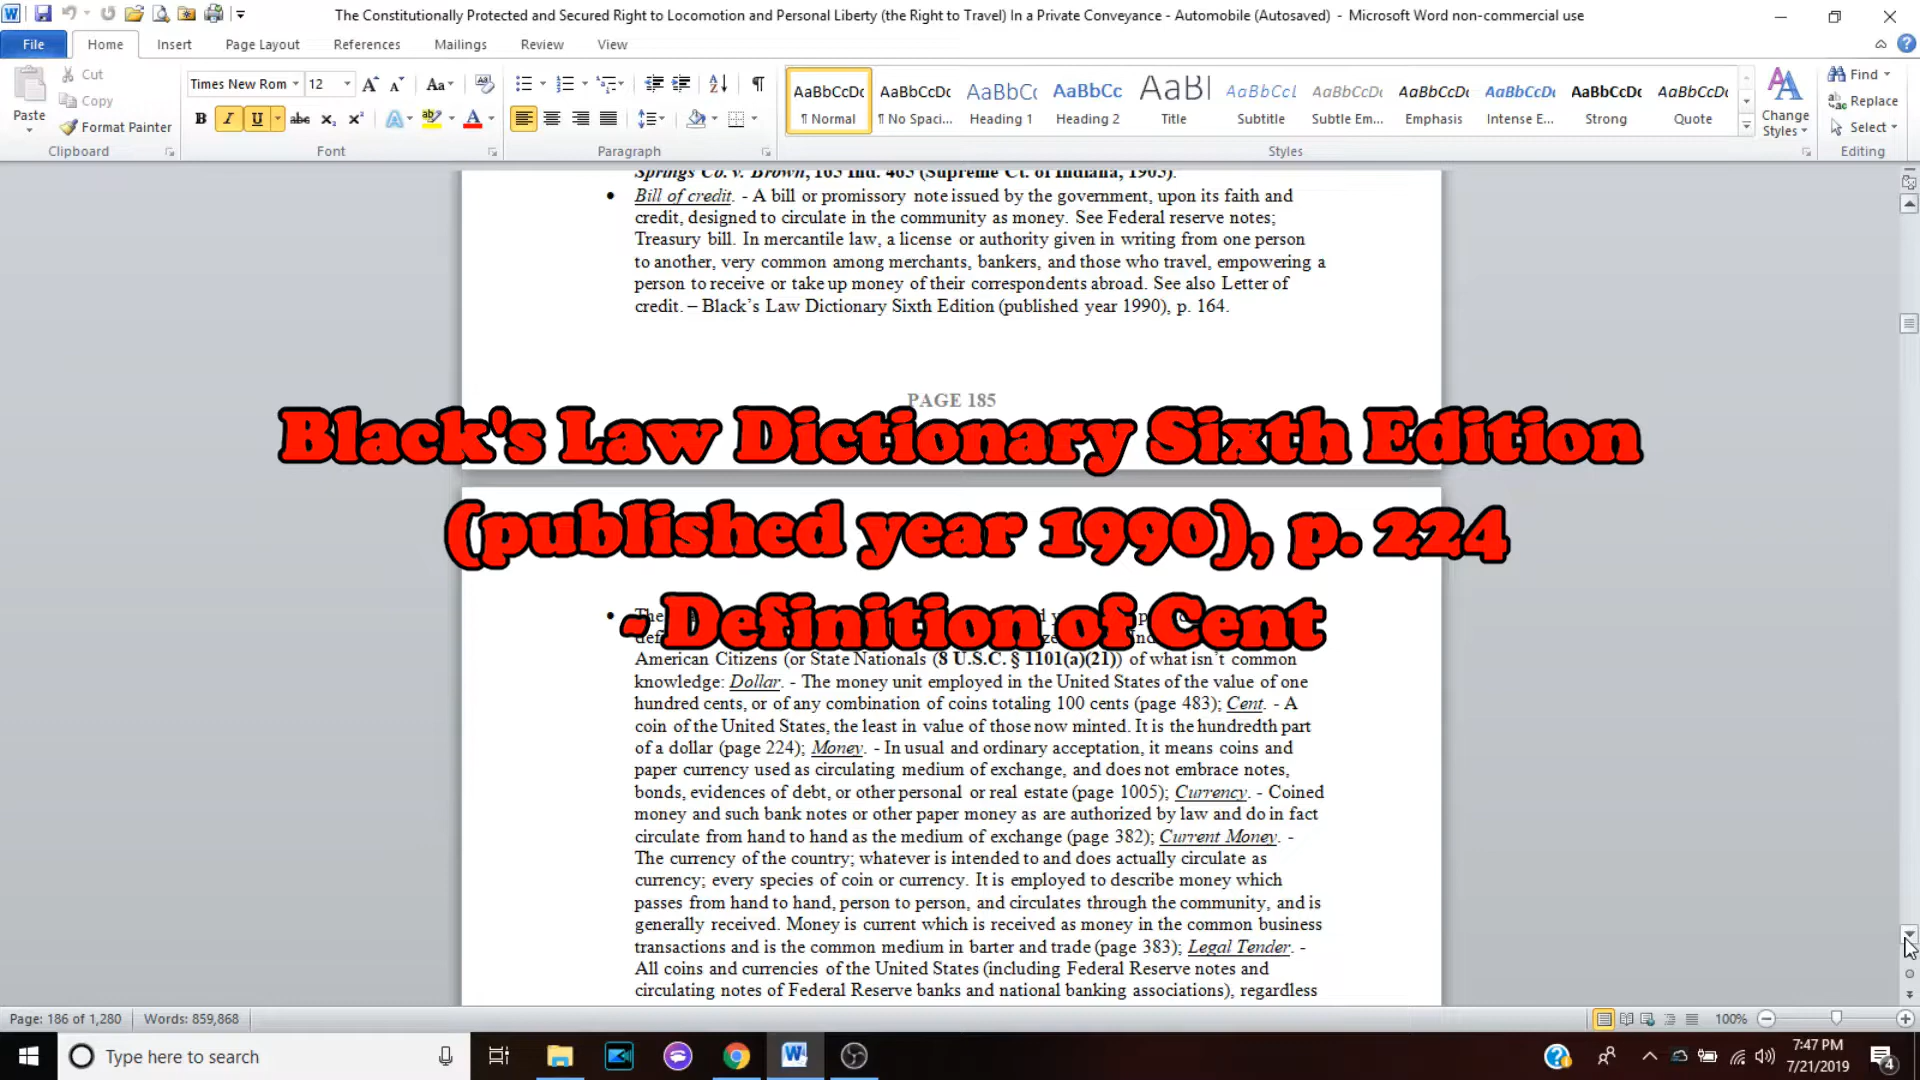 The Constitutionally Protected and Secured Right to Locomotion and Personal Liberty (the Right to Travel) In a Private Conveyance - Automobile (Autosaved) - Microsoft Word non-commercial use
File Home Insert Page Layout References Mailings Review View
Cut
Copy
Paste
Format Painter
Clipboard
Times New Rom 12
Font
Paragraph
AaBbCcDc AaBbCcDc AaBbCc AaBbCc AaBl AaBbCcL AaBbCcDc AaBbCcDc AaBbCcDc AaBbCcDc AaBbCcDc
¶ Normal ¶ No Spaci... Heading 1 Heading 2 Title Subtitle Subtle Em... Emphasis Intense E... Strong Quote
Change Styles
Styles
Find
Replace
Select
Editing
Springs Co. v. Brown, 165 Ind. 465 (Supreme Ct. of Indiana, 1905).
• Bill of credit. - A bill or promissory note issued by the government, upon its faith and
credit, designed to circulate in the community as money. See Federal reserve notes;
Treasury bill. In mercantile law, a license or authority given in writing from one person
to another, very common among merchants, bankers, and those who travel, empowering a
person to receive or take up money of their correspondents abroad. See also Letter of
credit. – Black’s Law Dictionary Sixth Edition (published year 1990), p. 164.
PAGE 185
Black's Law Dictionary Sixth Edition
(published year 1990), p. 224
- Definition of Cent
American Citizens (or State Nationals (8 U.S.C. § 1101(a)(21)) of what isn’t common
knowledge: Dollar. - The money unit employed in the United States of the value of one
hundred cents, or of any combination of coins totaling 100 cents (page 483); Cent. - A
coin of the United States, the least in value of those now minted. It is the hundredth part
of a dollar (page 224); Money. - In usual and ordinary acceptation, it means coins and
paper currency used as circulating medium of exchange, and does not embrace notes,
bonds, evidences of debt, or other personal or real estate (page 1005); Currency. - Coined
money and such bank notes or other paper money as are authorized by law and do in fact
circulate from hand to hand as the medium of exchange (page 382); Current Money. -
The currency of the country; whatever is intended to and does actually circulate as
currency; every species of coin or currency. It is employed to describe money which
passes from hand to hand, person to person, and circulates through the community, and is
generally received. Money is current which is received as money in the common business
transactions and is the common medium in barter and trade (page 383); Legal Tender. -
All coins and currencies of the United States (including Federal Reserve notes and
circulating notes of Federal Reserve banks and national banking associations), regardless
Page: 186 of 1,280 Words: 859,868 100%
Type here to search
7:47 PM
7/21/2019
4